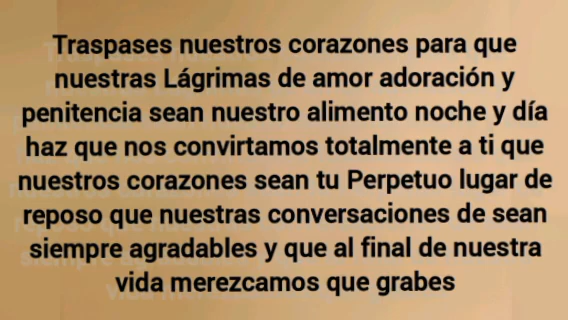 Traspases nuestros corazones para que
nuestras Lágrimas de amor adoración y
penitencia sean nuestro alimento noche y día
haz que nos convirtamos totalmente a ti que
nuestros corazones sean tu Perpetuo lugar de
reposo que nuestras conversaciones de sean
siempre agradables y que al final de nuestra
vida merezcamos que grabes